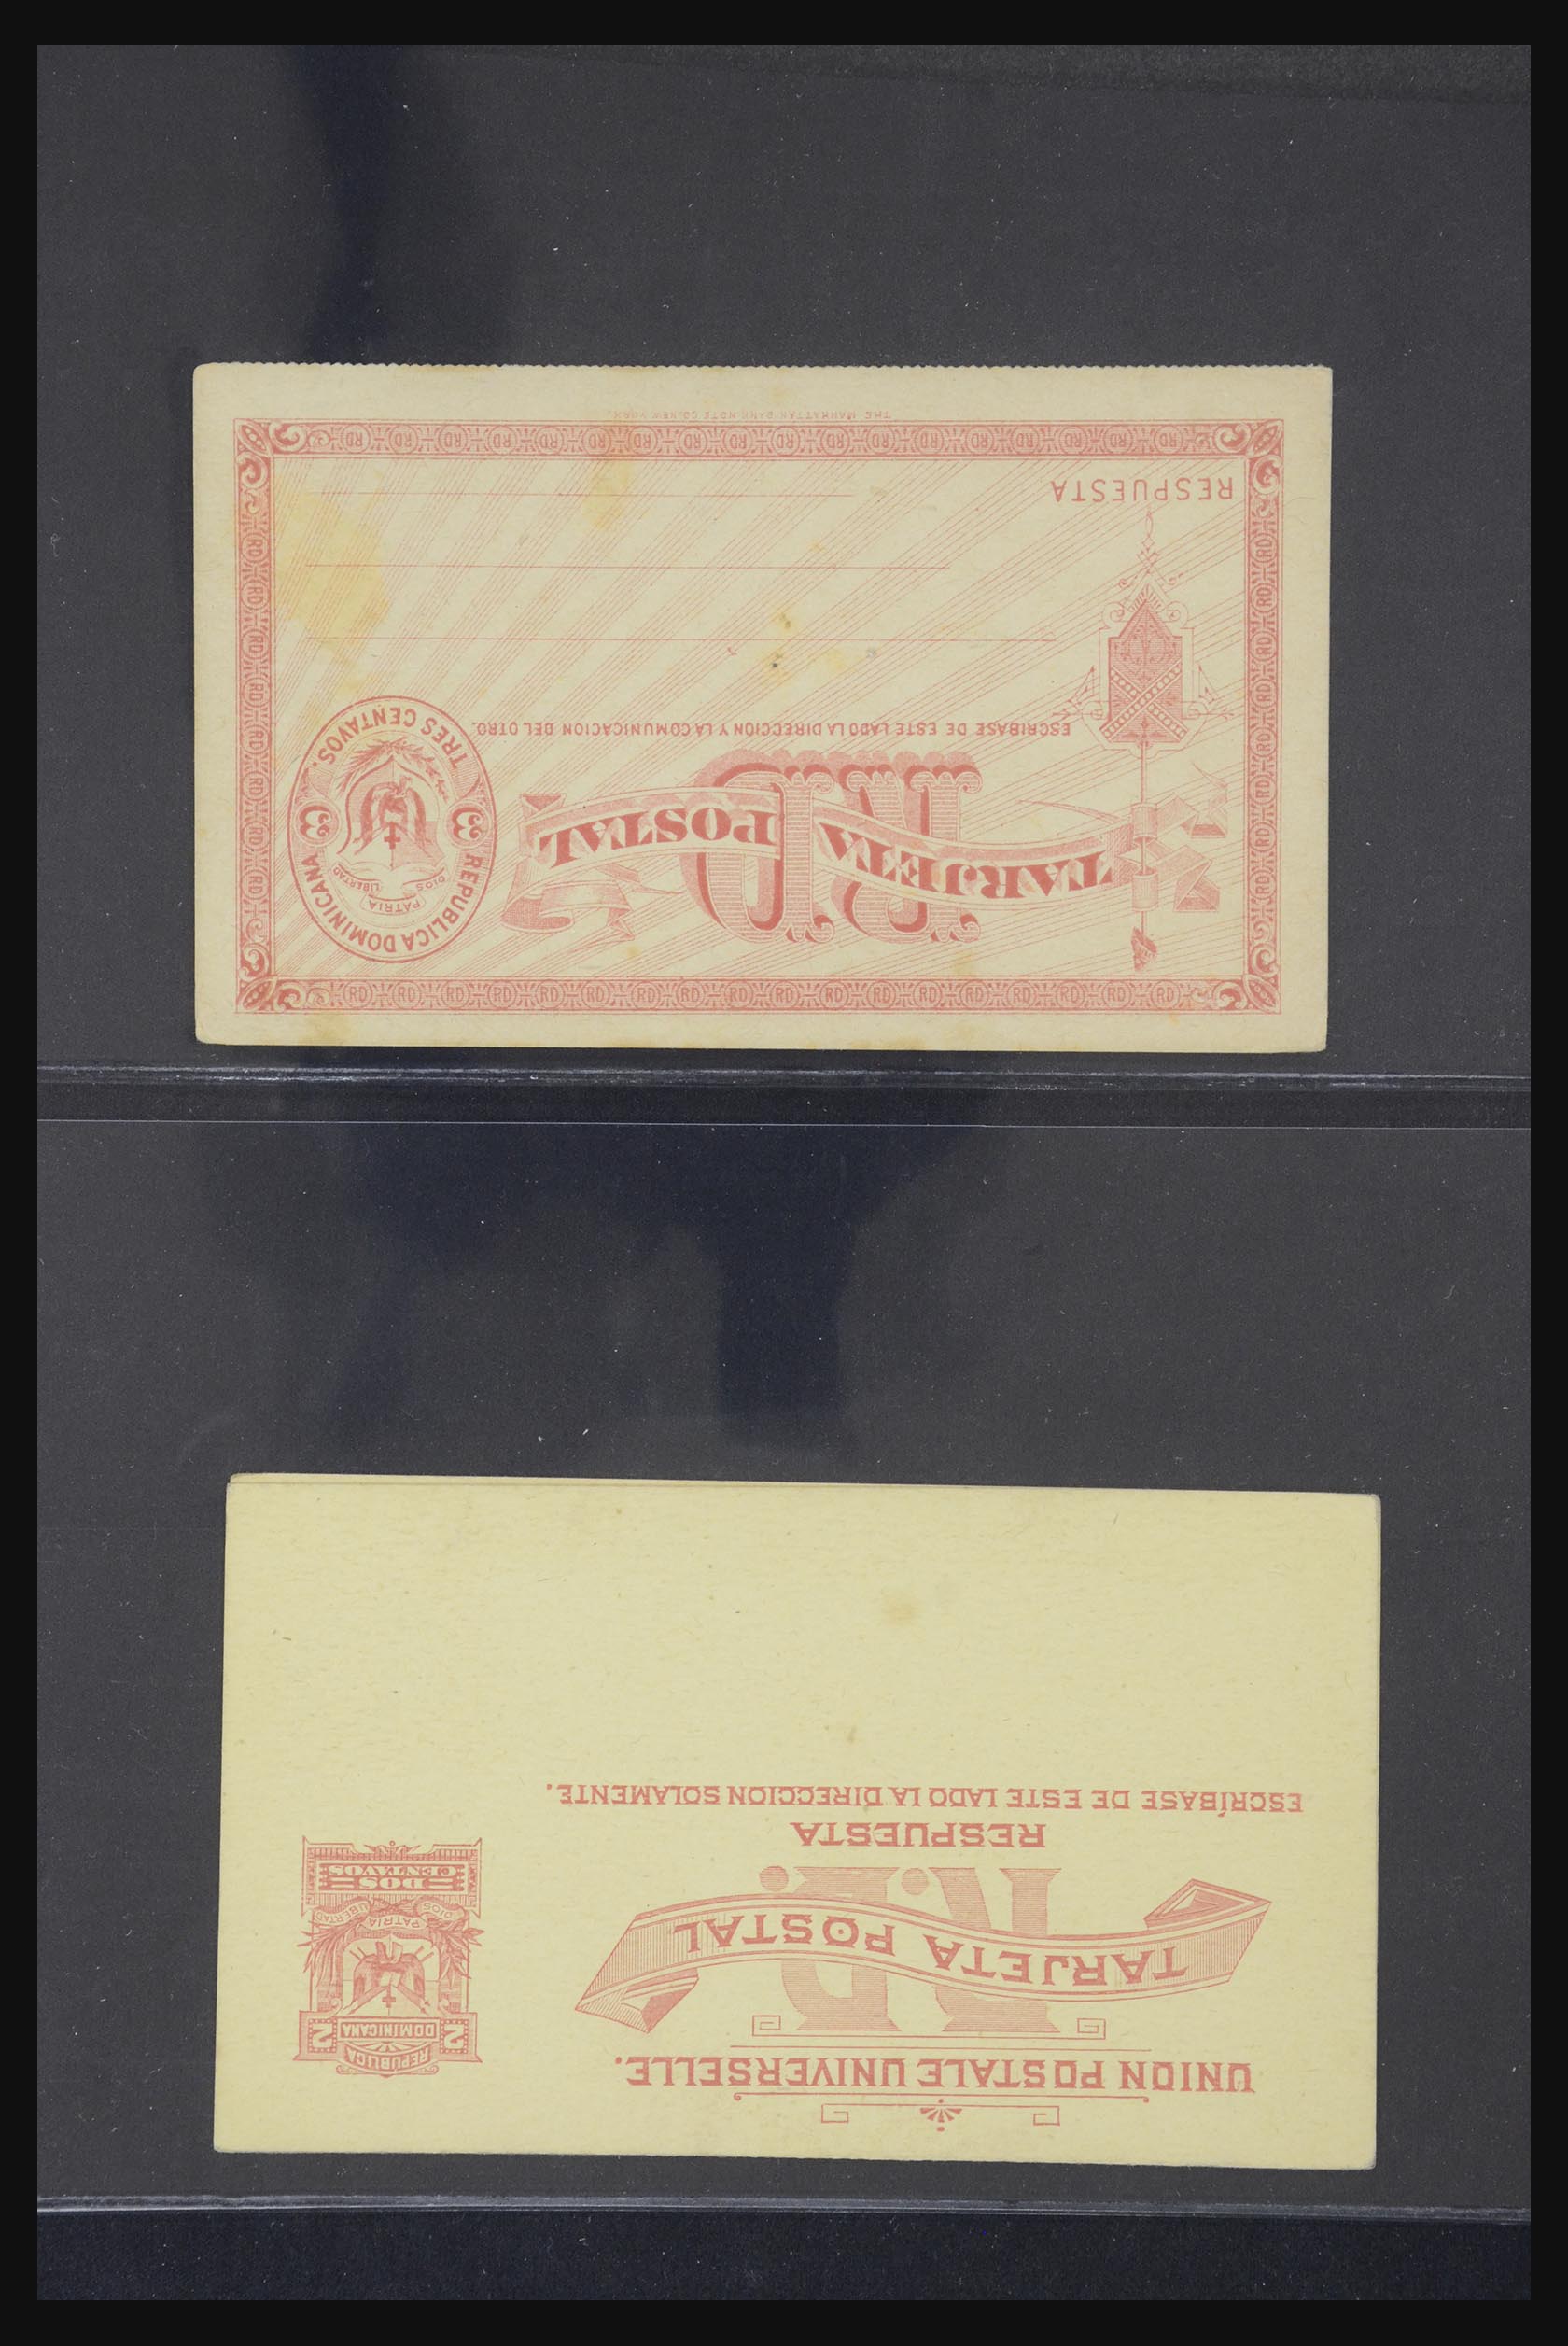 THE MANHATTAN BANK NOTE CO. NEW YORK.
RESPUESTA
ESCRIBASE DE ESTE LADO LA DIRECCION Y LA COMUNICACION DEL OTRO.
RD
TARJETA POSTAL
REPUBLICA DOMINICANA
TRES CENTAVOS.
3 3
DIOS PATRIA LIBERTAD
UNION POSTALE UNIVERSELLE.
R.D.
TARJETA POSTAL
RESPUESTA
ESCRÍBASE DE ESTE LADO LA DIRECCION SOLAMENTE.
REPUBLICA
2 DOMINICANA 2
DIOS PATRIA LIBERTAD
DOS
CENTAVOS